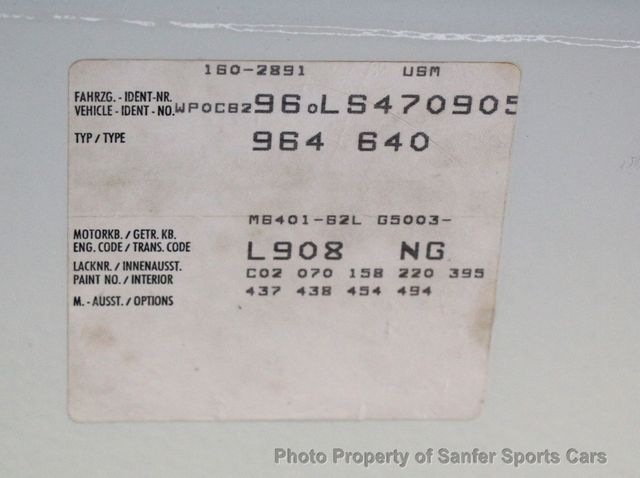 160-2891 USM
FAHRZG. - IDENT-NR.
VEHICLE - IDENT - NO. WP0CB296oLS470905
TYP / TYPE 964 640
M6401-62L G5003-
MOTORKB. / GETR. KB.
ENG. CODE / TRANS. CODE L908 NG
LACKNR. / INNENAUSST. C02 070 158 220 395
PAINT NO. / INTERIOR
437 438 454 494
M. - AUSST. / OPTIONS
Photo Property of Sanfer Sports Cars